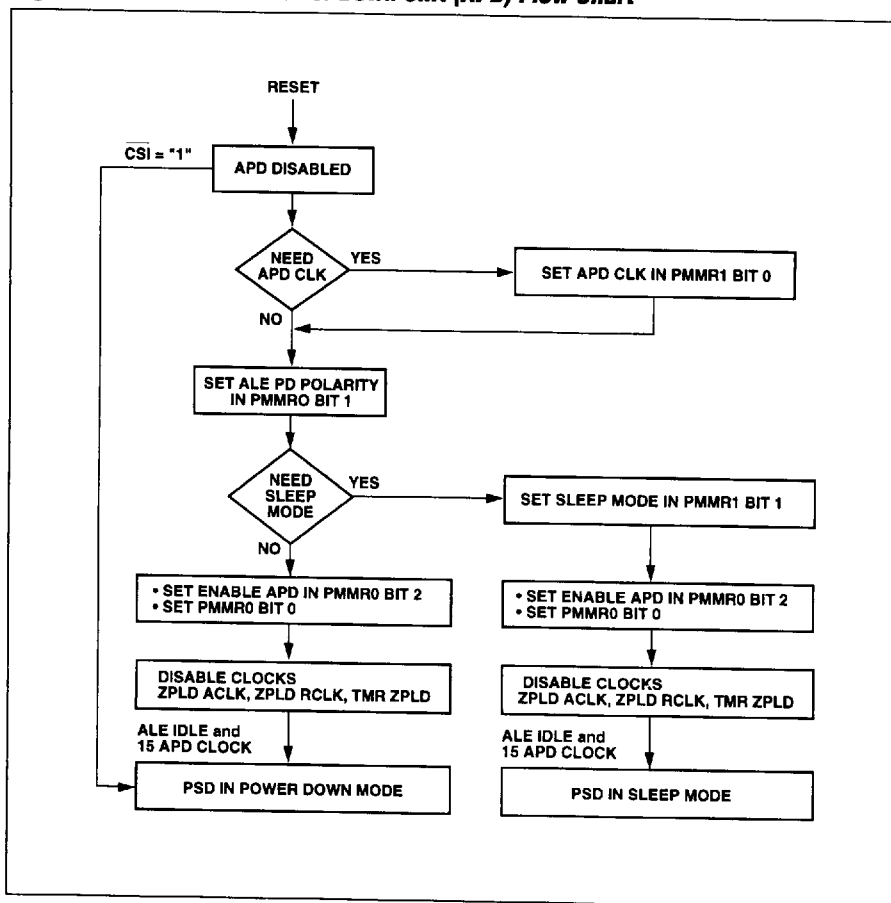 Flow Chart
RESET
C̅S̅I̅ = "1"
APD DISABLED
NEED
APD CLK
YES
SET APD CLK IN PMMR1 BIT 0
NO
SET ALE PD POLARITY
IN PMMRO BIT 1
NEED
SLEEP
MODE
YES
SET SLEEP MODE IN PMMR1 BIT 1
NO
• SET ENABLE APD IN PMMR0 BIT 2
• SET PMMR0 BIT 0
• SET ENABLE APD IN PMMR0 BIT 2
• SET PMMR0 BIT 0
DISABLE CLOCKS
ZPLD ACLK, ZPLD RCLK, TMR ZPLD
DISABLE CLOCKS
ZPLD ACLK, ZPLD RCLK, TMR ZPLD
ALE IDLE and
15 APD CLOCK
ALE IDLE and
15 APD CLOCK
PSD IN POWER DOWN MODE
PSD IN SLEEP MODE